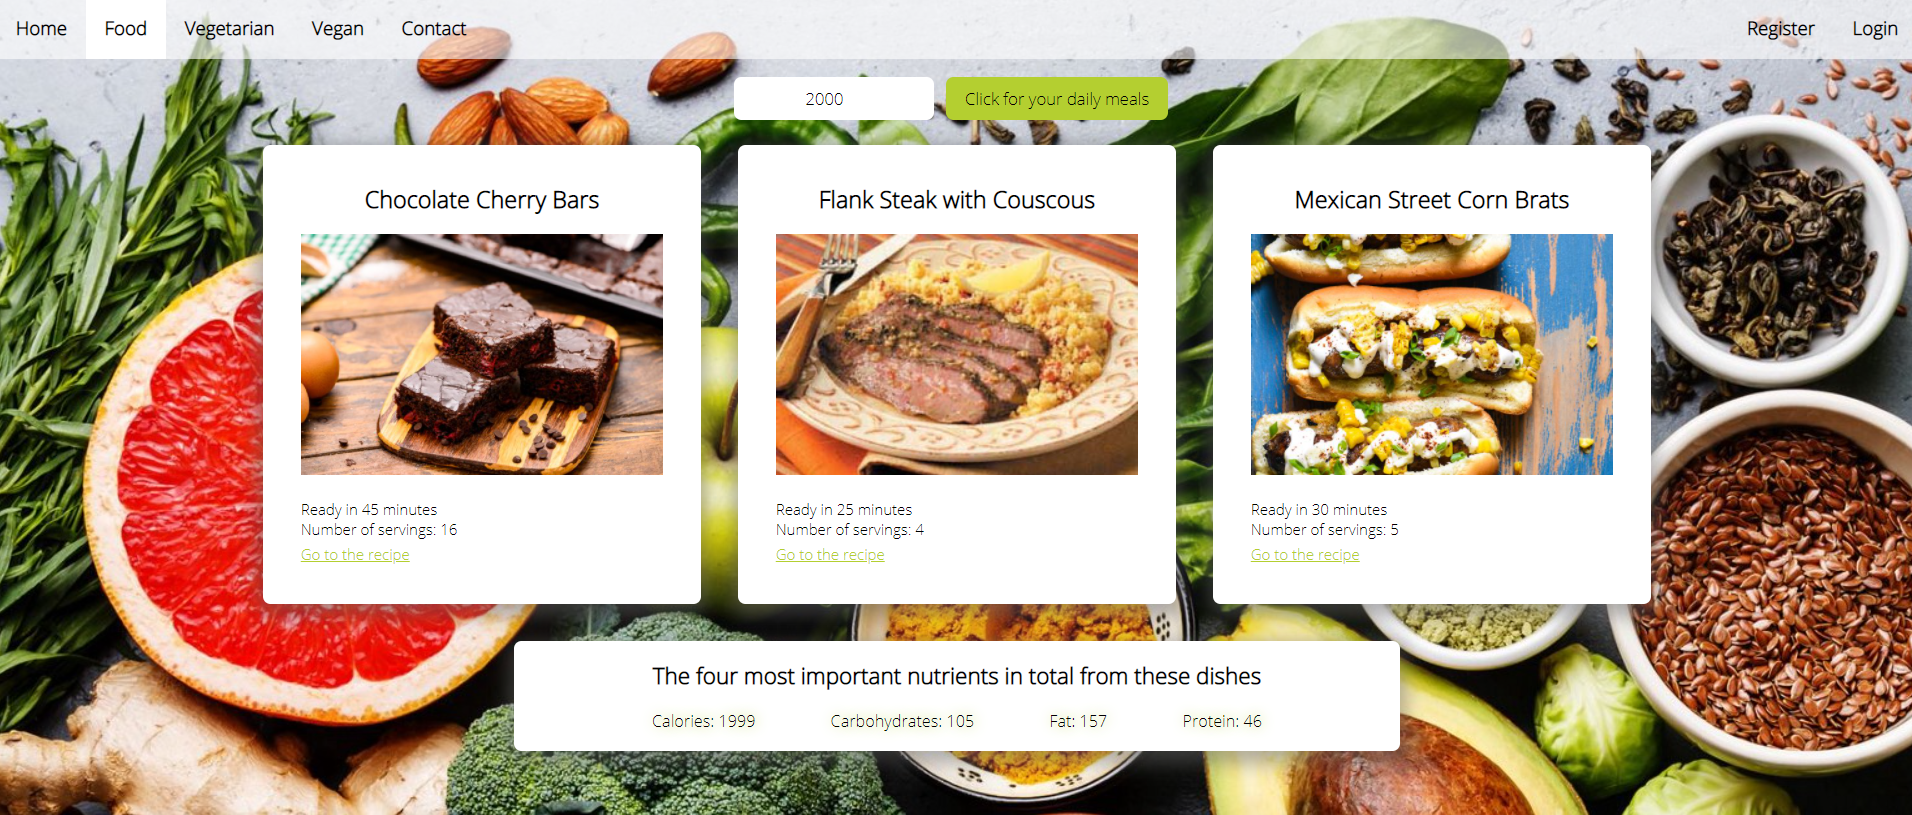 Home Food Vegetarian Vegan Contact Register Login
2000 Click for your daily meals
Chocolate Cherry Bars
Ready in 45 minutes
Number of servings: 16
Go to the recipe
Flank Steak with Couscous
Ready in 25 minutes
Number of servings: 4
Go to the recipe
Mexican Street Corn Brats
Ready in 30 minutes
Number of servings: 5
Go to the recipe
The four most important nutrients in total from these dishes
Calories: 1999 Carbohydrates: 105 Fat: 157 Protein: 46